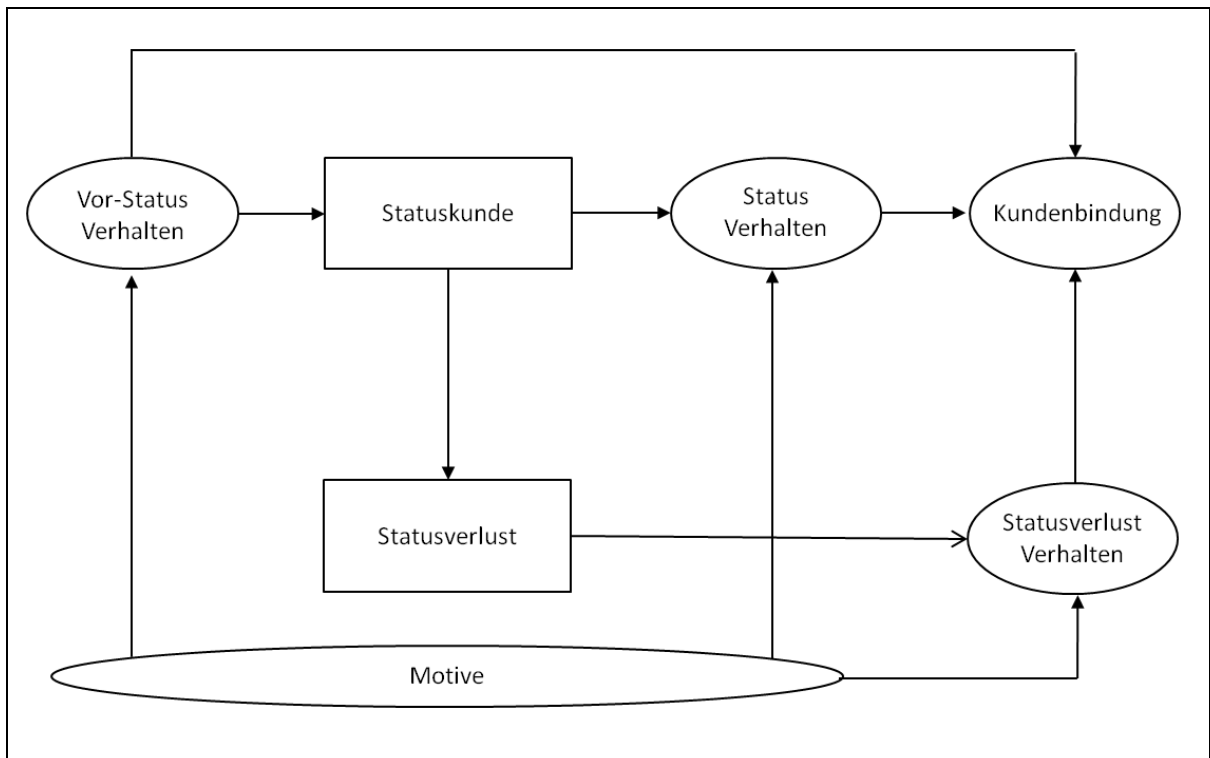 Vor-Status
Verhalten
Statuskunde
Status
Verhalten
Kundenbindung
Statusverlust
Statusverlust
Verhalten
Motive